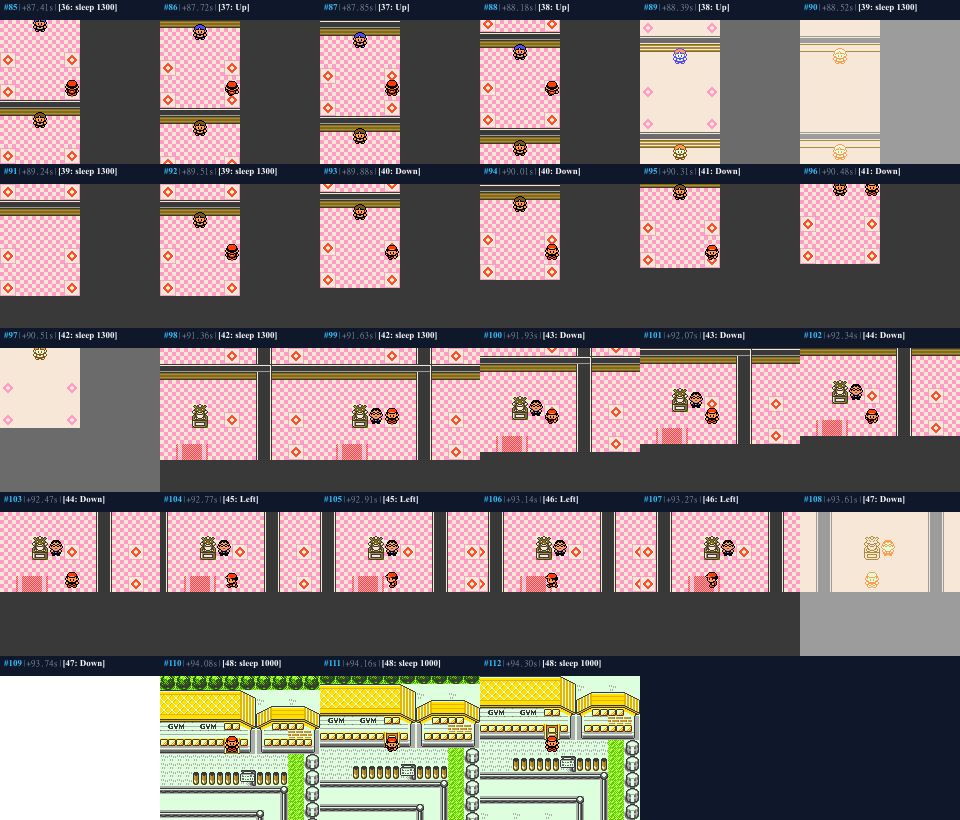 #85|+87.41s|[36: sleep 1300]
#86|+87.72s|[37: Up]
#87|+87.85s|[37: Up]
#88|+88.18s|[38: Up]
#89|+88.39s|[38: Up]
#90|+88.52s|[39: sleep 1300]
#91|+89.24s|[39: sleep 1300]
#92|+89.51s|[39: sleep 1300]
#93|+89.88s|[40: Down]
#94|+90.01s|[40: Down]
#95|+90.31s|[41: Down]
#96|+90.48s|[41: Down]
#97|+90.51s|[42: sleep 1300]
#98|+91.36s|[42: sleep 1300]
#99|+91.63s|[42: sleep 1300]
#100|+91.93s|[43: Down]
#101|+92.07s|[43: Down]
#102|+92.34s|[44: Down]
#103|+92.47s|[44: Down]
#104|+92.77s|[45: Left]
#105|+92.91s|[45: Left]
#106|+93.14s|[46: Left]
#107|+93.27s|[46: Left]
#108|+93.61s|[47: Down]
#109|+93.74s|[47: Down]
#110|+94.08s|[48: sleep 1000]
#111|+94.16s|[48: sleep 1000]
#112|+94.30s|[48: sleep 1000]
GVM GVM
GVM GVM
GVM GVM